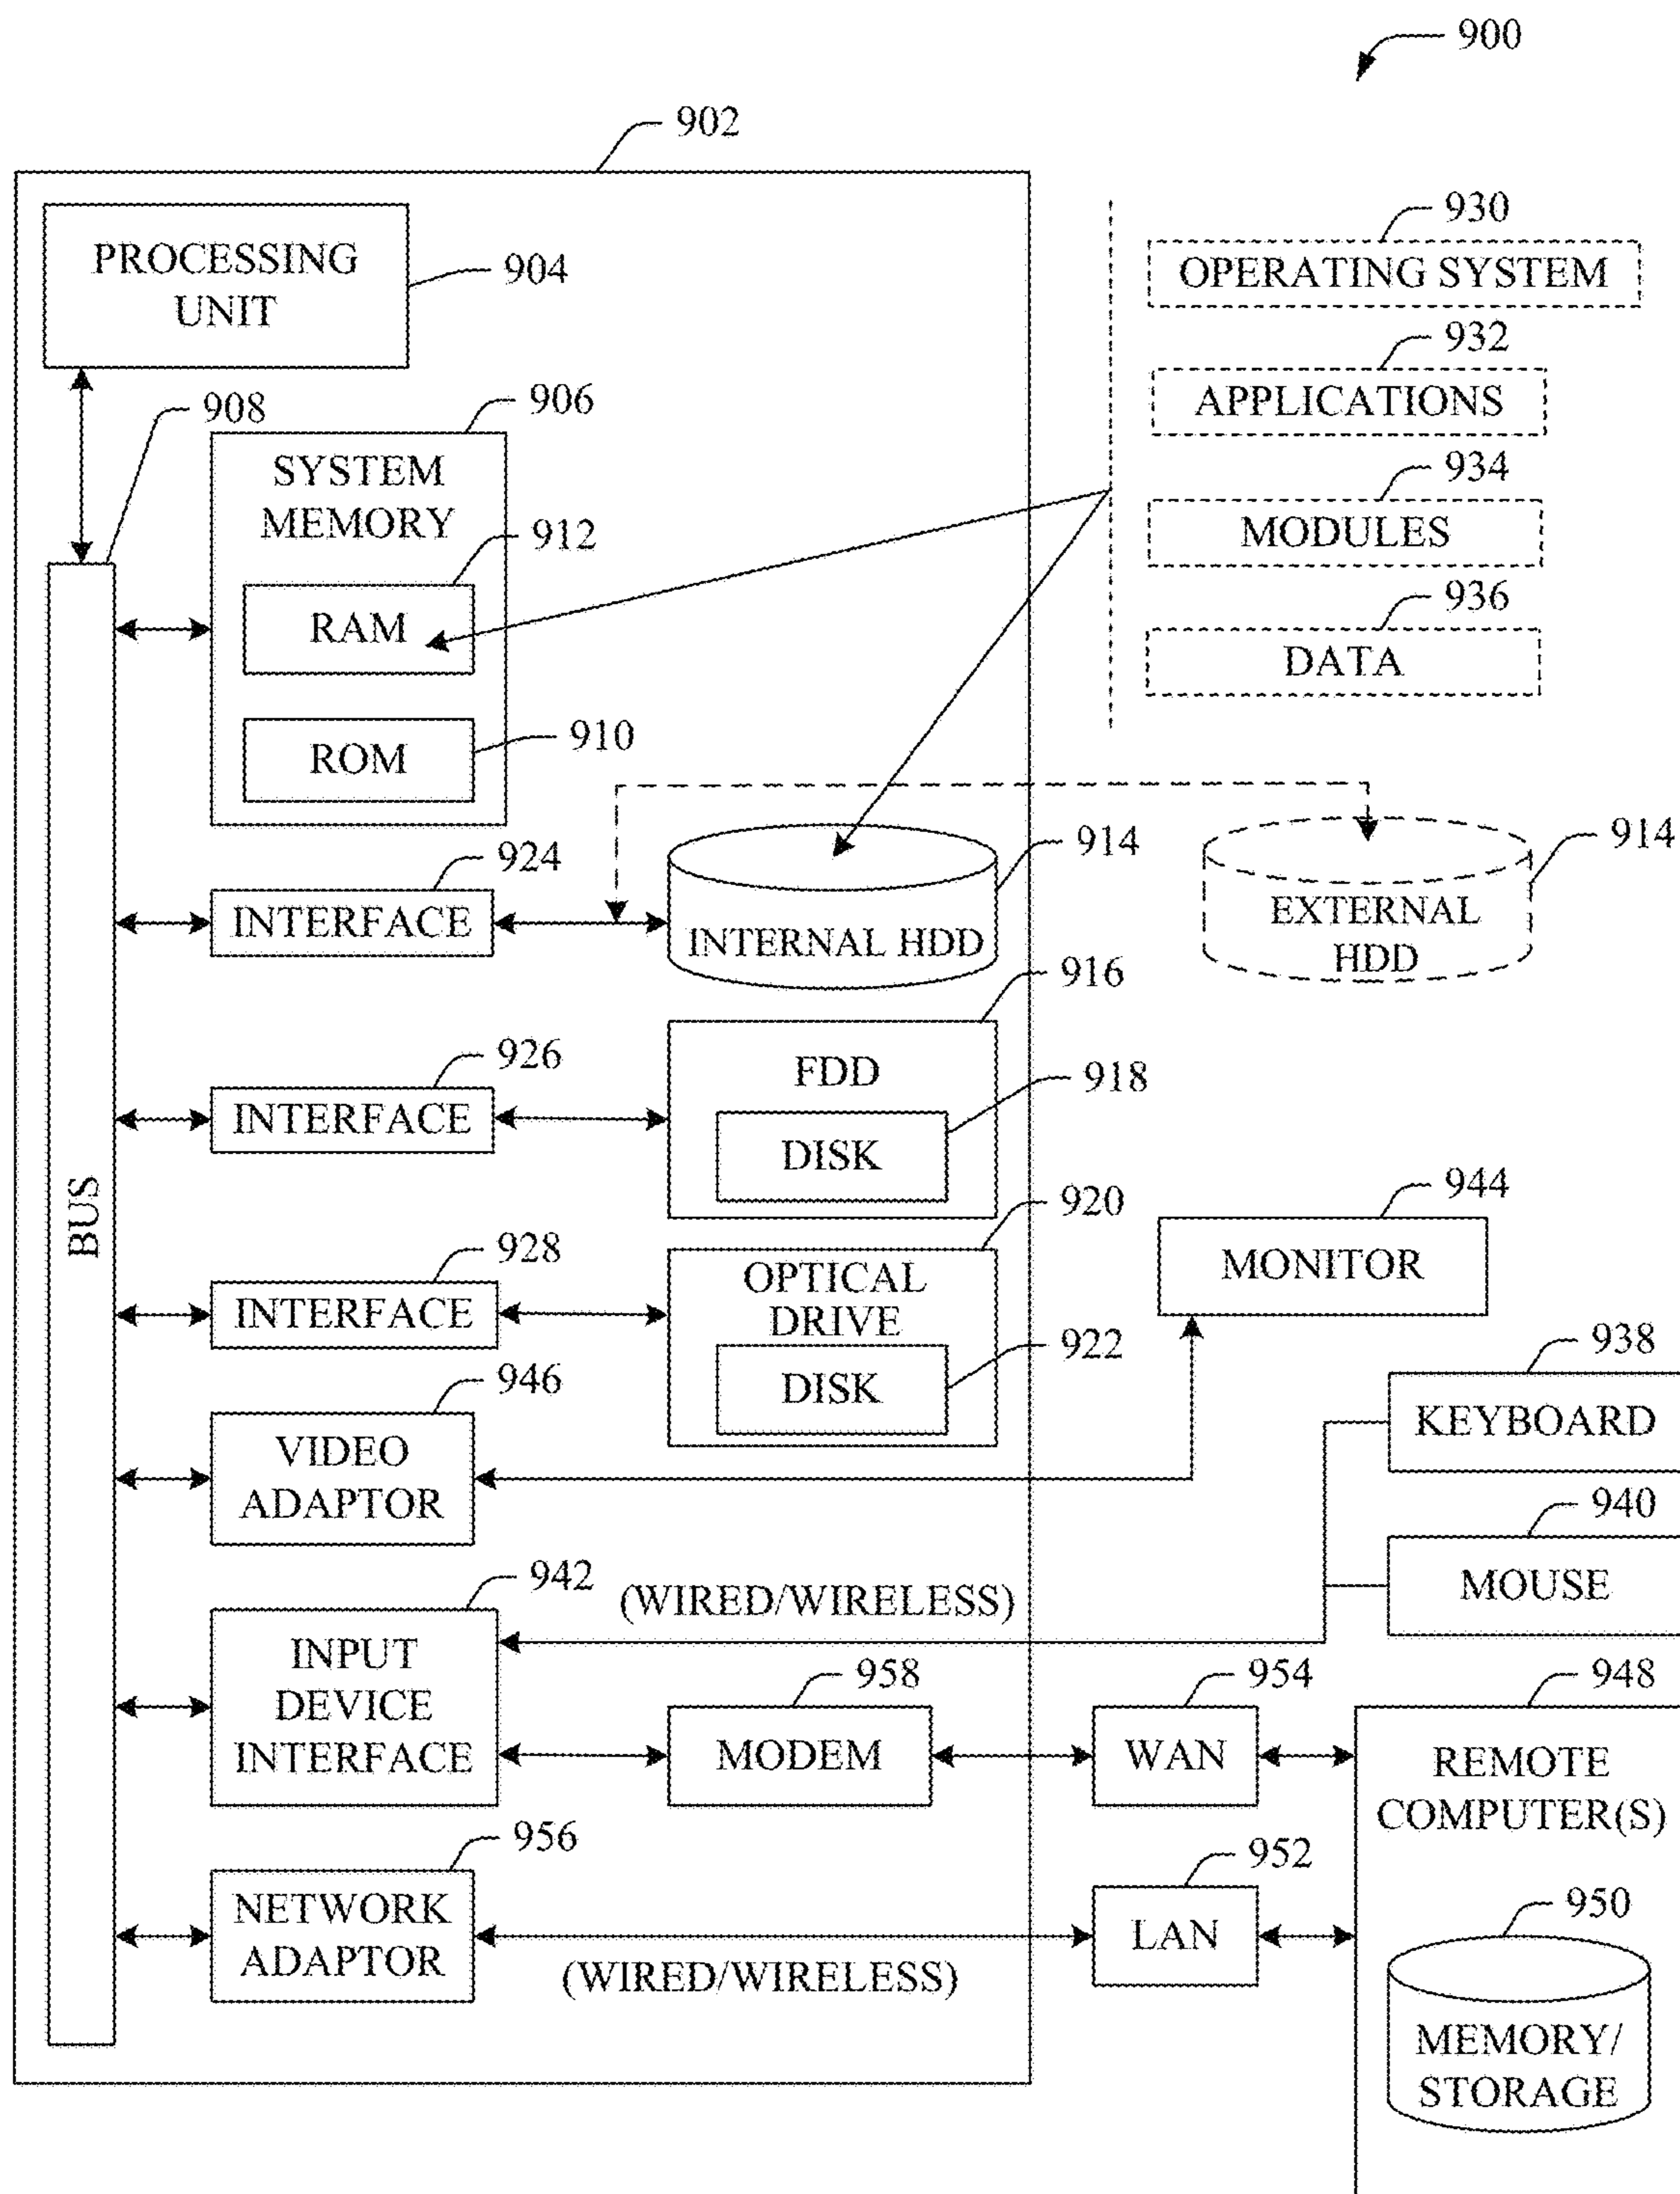 900
902
PROCESSING
UNIT
904
930
OPERATING SYSTEM
932
APPLICATIONS
934
MODULES
936
DATA
908
906
SYSTEM
MEMORY
912
RAM
ROM
910
924
INTERFACE
INTERNAL HDD
914
EXTERNAL
HDD
914
916
926
INTERFACE
FDD
918
DISK
BUS
928
INTERFACE
920
OPTICAL
DRIVE
922
DISK
944
MONITOR
946
VIDEO
ADAPTOR
938
KEYBOARD
940
MOUSE
942
(WIRED/WIRELESS)
INPUT
DEVICE
INTERFACE
958
MODEM
954
WAN
948
REMOTE
COMPUTER(S)
956
NETWORK
ADAPTOR
(WIRED/WIRELESS)
952
LAN
950
MEMORY/
STORAGE